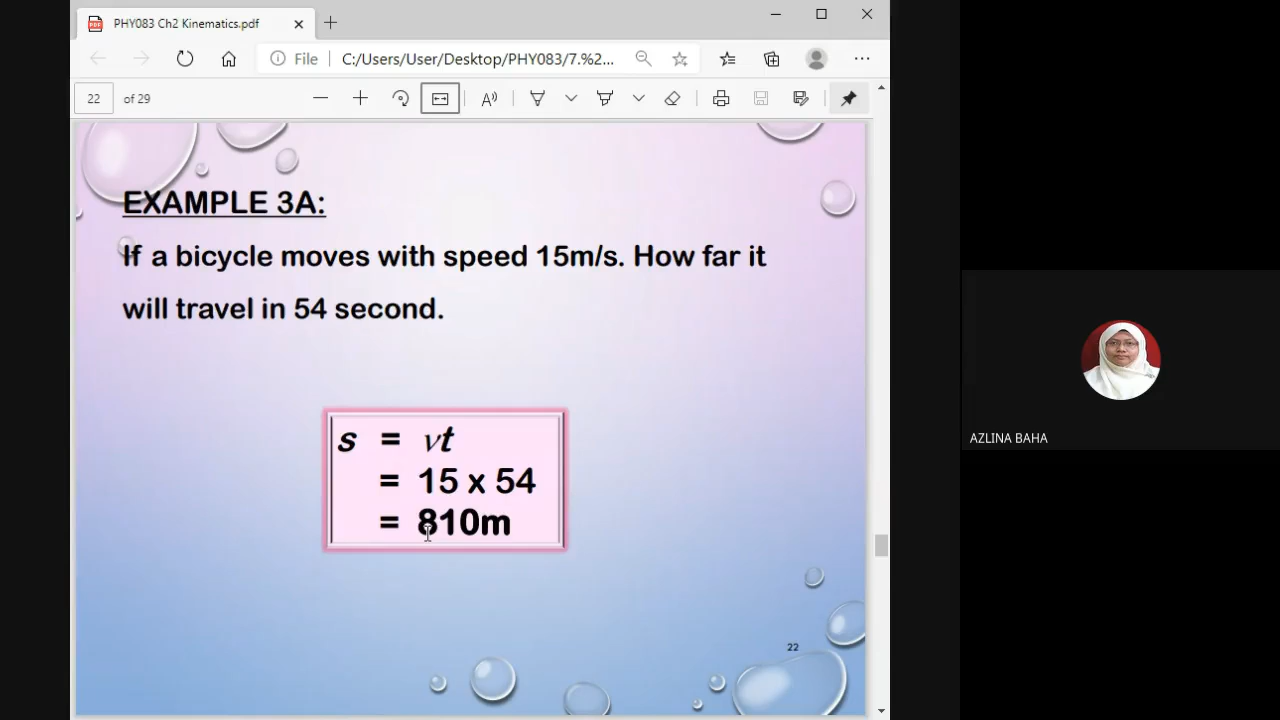 PHY083 Ch2 Kinematics.pdf
File
C:/Users/User/Desktop/PHY083/7.%2...
22 of 29
EXAMPLE 3A:
If a bicycle moves with speed 15m/s. How far it
will travel in 54 second.
s = vt
= 15 x 54
= 810m
22
AZLINA BAHA